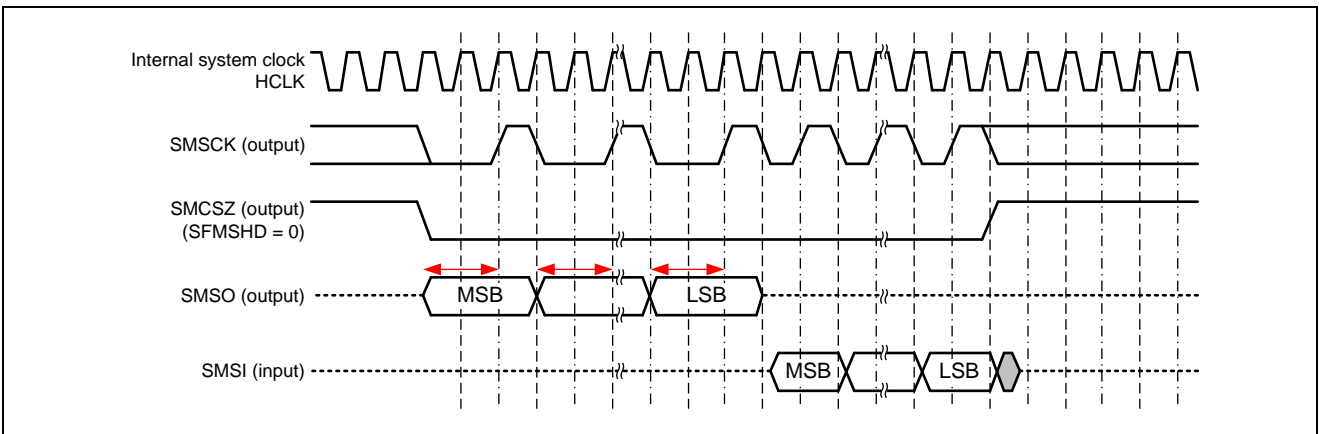 Internal system clock
HCLK
SMSCK (output)
SMCSZ (output)
(SFMSHD = 0)
SMSO (output)
MSB
LSB
SMSI (input)
MSB
LSB